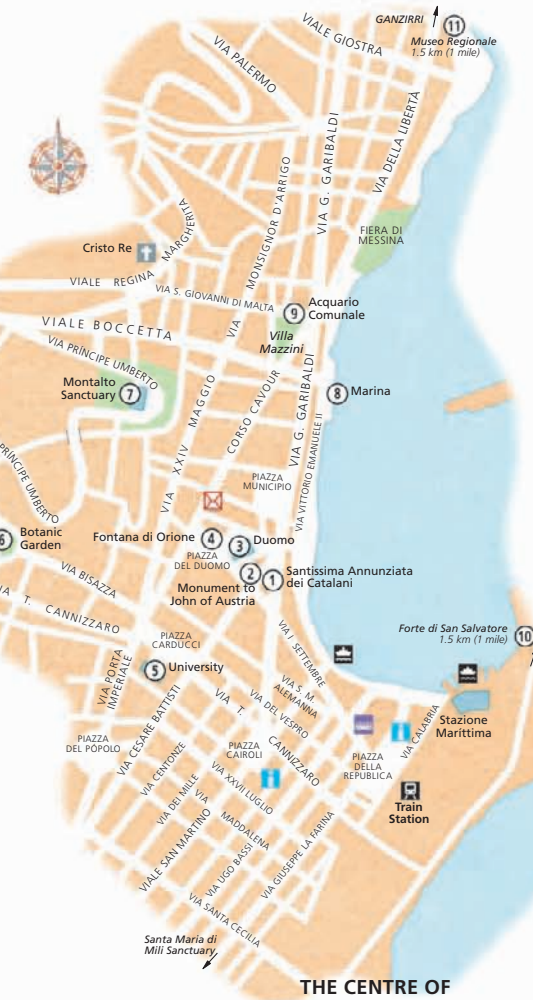 GANZIRRI
11
Museo Regionale
1.5 km (1 mile)
VIALE GIOSTRA
VIA PALERMO
VIA DELLA LIBERTÀ
VIA G. GARIBALDI
VIA MONSIGNOR D'ARRIGO
FIERA DI
MESSINA
Cristo Re
VIALE REGINA MARGHERITA
VIA S. GIOVANNI DI MALTA
9
Acquario
Comunale
VIALE BOCCETTA
Villa
Mazzini
VIA PRÍNCIPE UMBERTO
Montalto
Sanctuary
7
8
Marina
VIA XXIV MAGGIO
CORSO CAVOUR
VIA G. GARIBALDI
VIA VITTORIO EMANUELE II
PRÍNCIPE UMBERTO
PIAZZA
MUNICIPIO
6
Botanic
Garden
Fontana di Orione
4
3
Duomo
PIAZZA
DEL DUOMO
VIA BISAZZA
2
1
Santissima Annunziata
dei Catalani
Monument to
John of Austria
IA T. CANNIZZARO
Forte di San Salvatore
1.5 km (1 mile)
10
PIAZZA
CARDUCCI
VIA I SETTEMBRE
5
University
VIA PORTA
IMPERIALE
VIA S. M.
ALEMANNA
VIA DEL VESPRO
VIA T. CANNIZZARO
VIA CESARE BATTISTI
Stazione
Maríttima
VIA CALABRIA
PIAZZA
DEL PÓPOLO
VIA CENTONZE
PIAZZA
CAIROLI
PIAZZA
DELLA
REPUBLICA
VIA XXVII LUGLIO
VIA DEI MILLE
Train
Station
VIA MADDALENA
VIALE SAN MARTINO
VIA UGO BASSI
VIA GIUSEPPE LA FARINA
VIA SANTA CECILIA
Santa Maria di
Mili Sanctuary
THE CENTRE OF